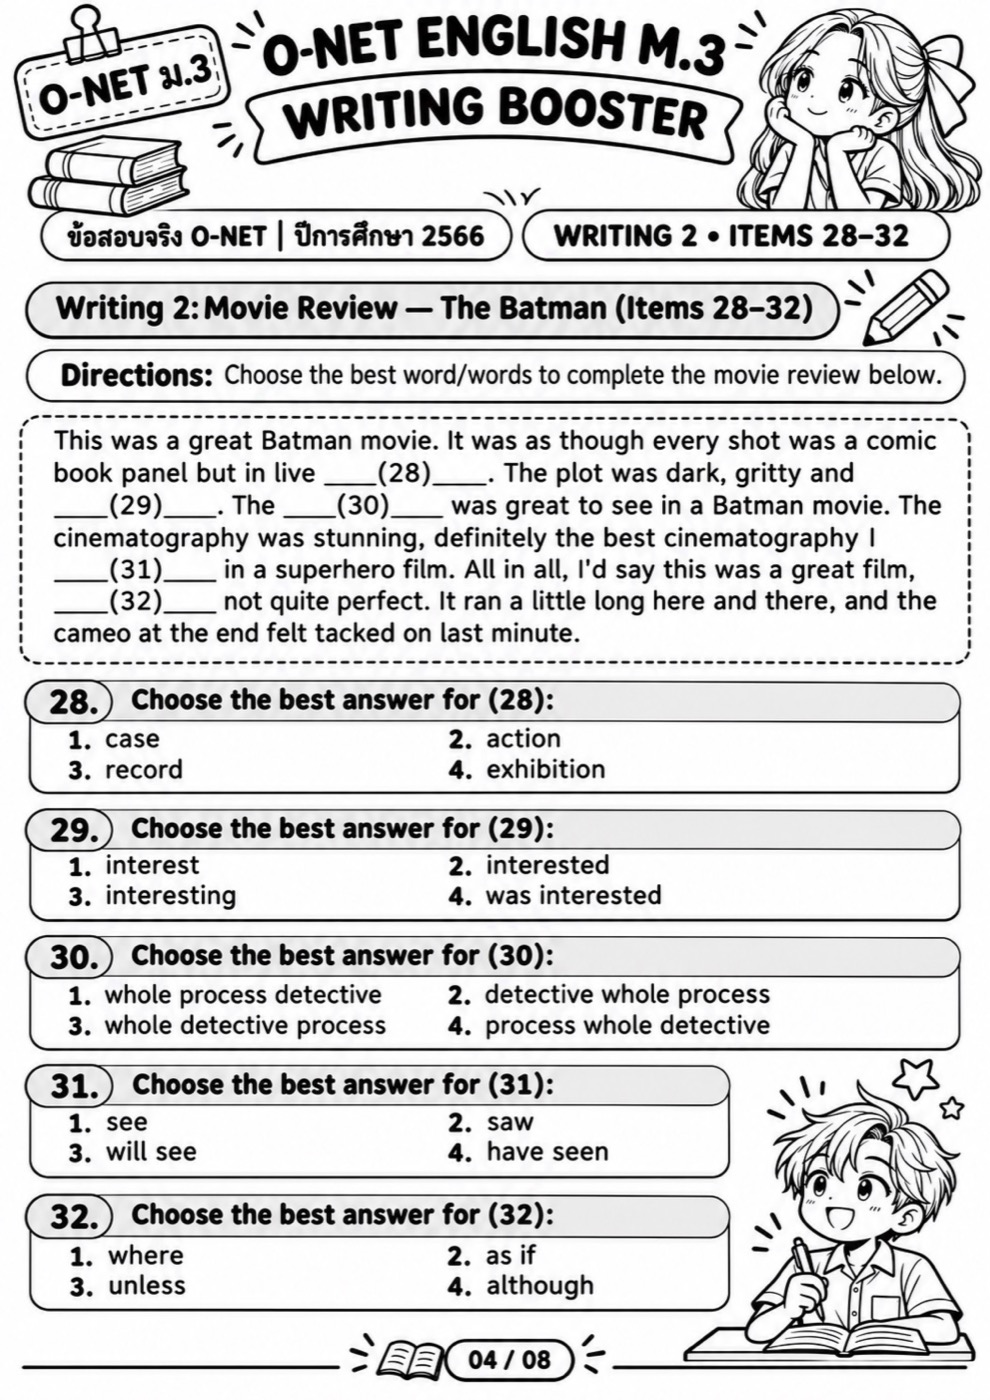 O-NET ม.3
O-NET ENGLISH M.3
WRITING BOOSTER
ข้อสอบจริง O-NET | ปีการศึกษา 2566
WRITING 2 • ITEMS 28–32
Writing 2: Movie Review — The Batman (Items 28–32)
Directions: Choose the best word/words to complete the movie review below.
This was a great Batman movie. It was as though every shot was a comic
book panel but in live ____(28)____. The plot was dark, gritty and
____(29)____. The ____(30)____ was great to see in a Batman movie. The
cinematography was stunning, definitely the best cinematography I
____(31)____ in a superhero film. All in all, I'd say this was a great film,
____(32)____ not quite perfect. It ran a little long here and there, and the
cameo at the end felt tacked on last minute.
28. Choose the best answer for (28):
1. case 2. action
3. record 4. exhibition
29. Choose the best answer for (29):
1. interest 2. interested
3. interesting 4. was interested
30. Choose the best answer for (30):
1. whole process detective 2. detective whole process
3. whole detective process 4. process whole detective
31. Choose the best answer for (31):
1. see 2. saw
3. will see 4. have seen
32. Choose the best answer for (32):
1. where 2. as if
3. unless 4. although
04 / 08